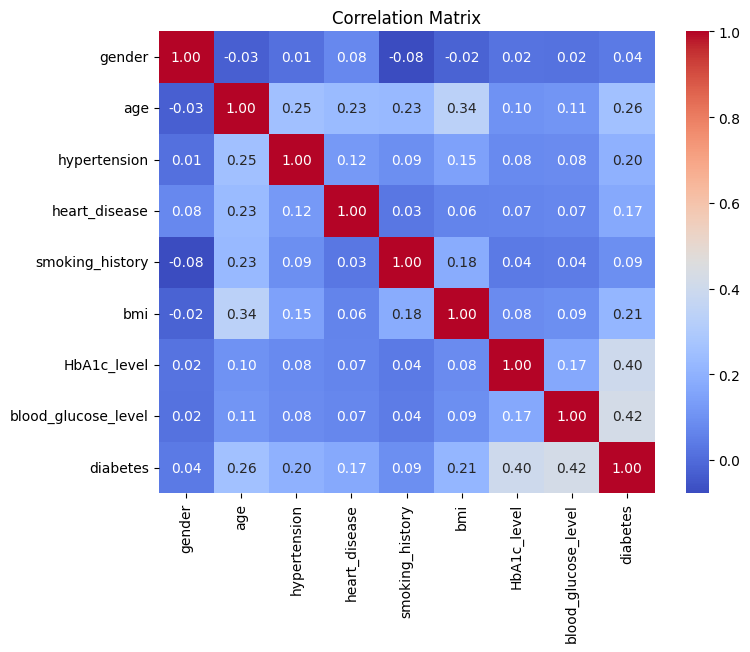 Correlation Matrix
gender 1.00 -0.03 0.01 0.08 -0.08 -0.02 0.02 0.02 0.04
age -0.03 1.00 0.25 0.23 0.23 0.34 0.10 0.11 0.26
hypertension 0.01 0.25 1.00 0.12 0.09 0.15 0.08 0.08 0.20
heart_disease 0.08 0.23 0.12 1.00 0.03 0.06 0.07 0.07 0.17
smoking_history -0.08 0.23 0.09 0.03 1.00 0.18 0.04 0.04 0.09
bmi -0.02 0.34 0.15 0.06 0.18 1.00 0.08 0.09 0.21
HbA1c_level 0.02 0.10 0.08 0.07 0.04 0.08 1.00 0.17 0.40
blood_glucose_level 0.02 0.11 0.08 0.07 0.04 0.09 0.17 1.00 0.42
diabetes 0.04 0.26 0.20 0.17 0.09 0.21 0.40 0.42 1.00
gender
age
hypertension
heart_disease
smoking_history
bmi
HbA1c_level
blood_glucose_level
diabetes
1.0
0.8
0.6
0.4
0.2
0.0